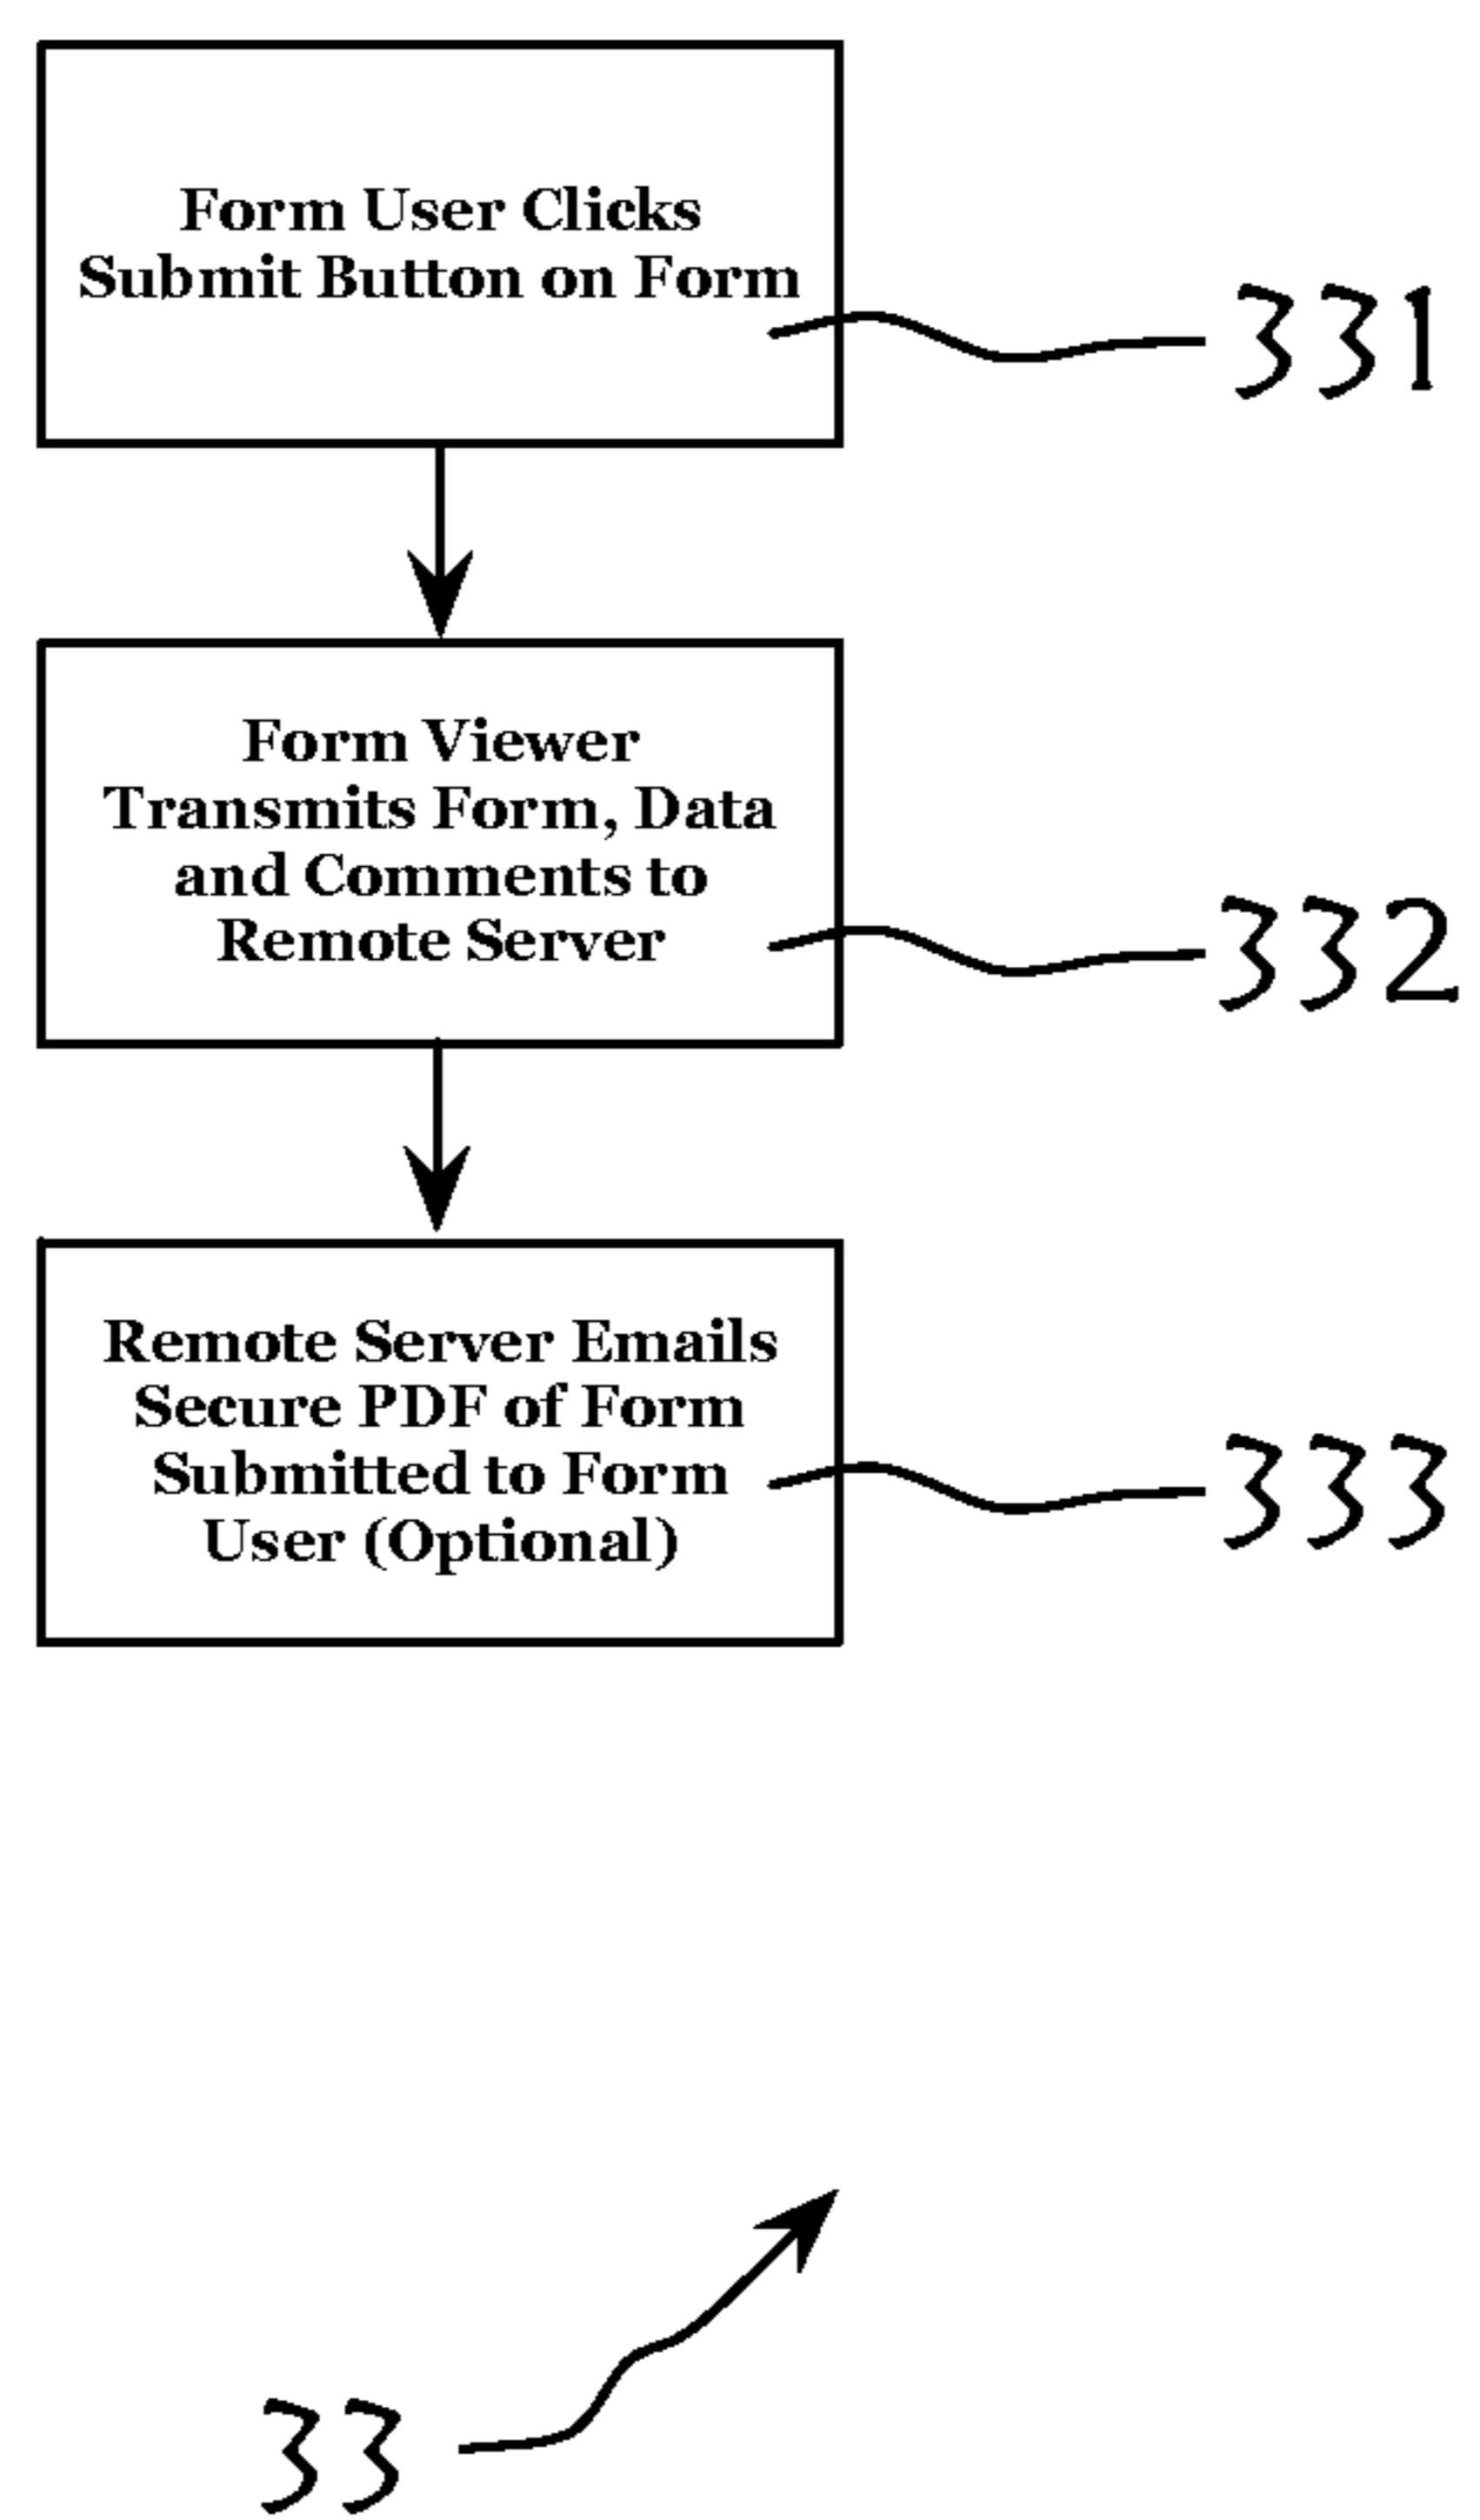 Form User Clicks
Submit Button on Form
331
Form Viewer
Transmits Form, Data
and Comments to
Remote Server
332
Remote Server Emails
Secure PDF of Form
Submitted to Form
User (Optional)
333
33